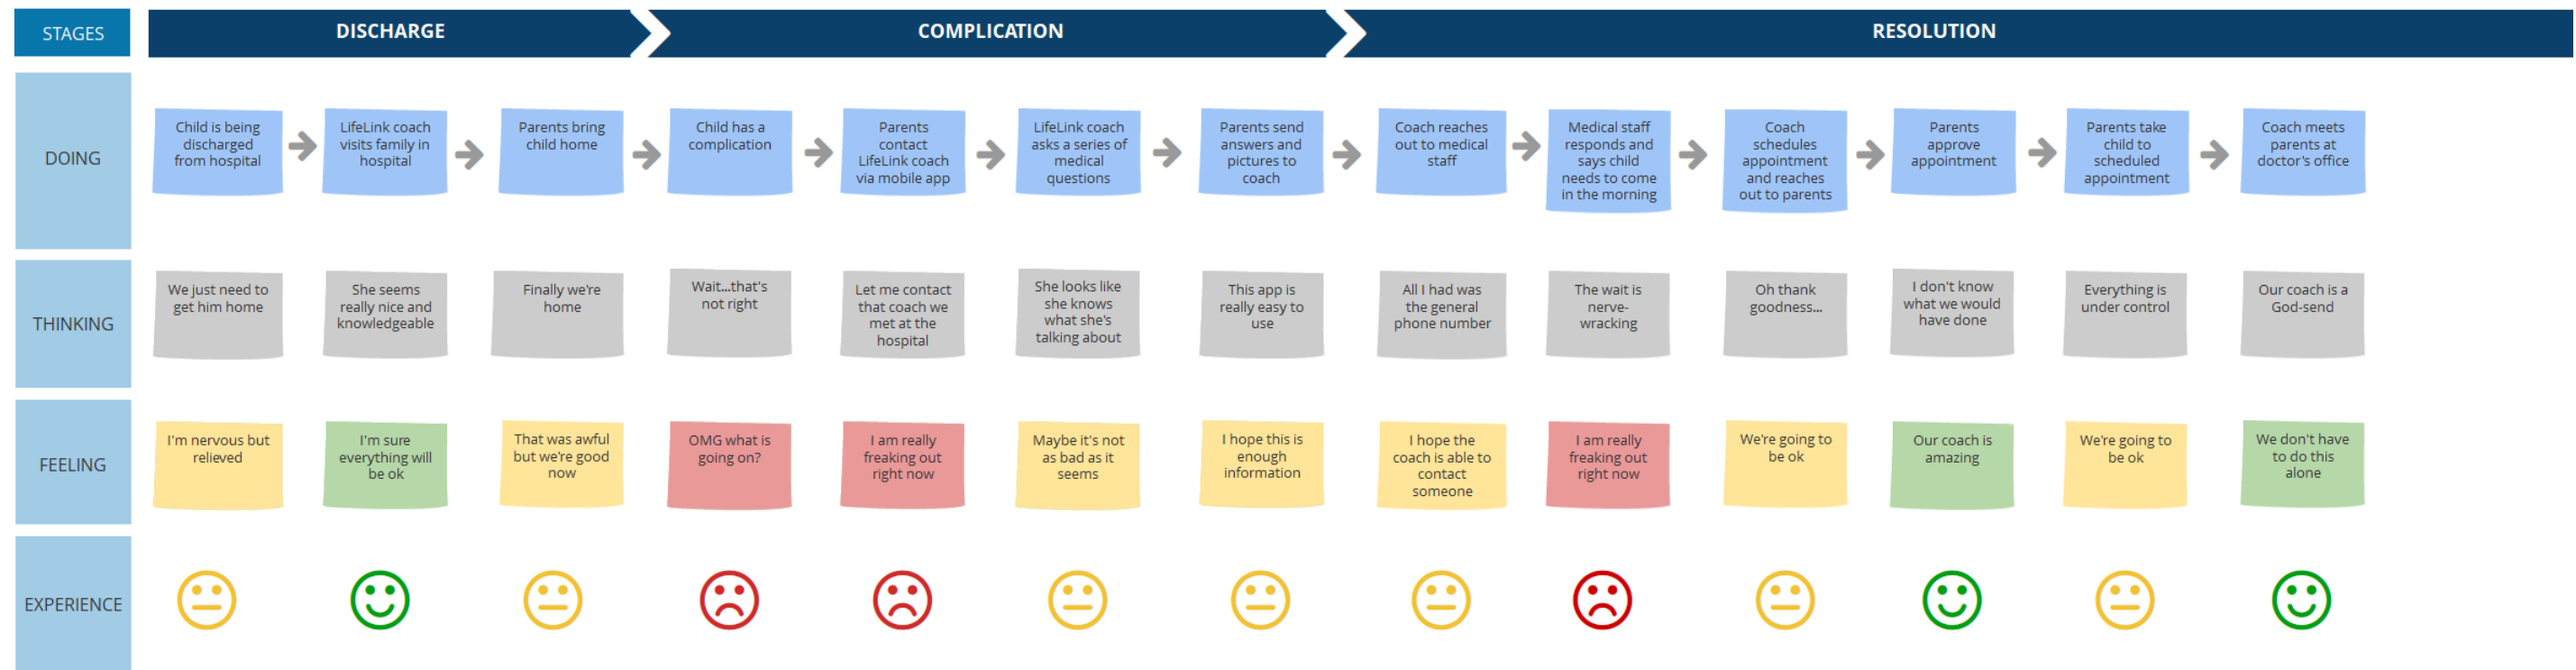 STAGES
DISCHARGE
COMPLICATION
RESOLUTION
DOING
Child is being
discharged
from hospital
LifeLink coach
visits family in
hospital
Parents bring
child home
Child has a
complication
Parents
contact
LifeLink coach
via mobile app
LifeLink coach
asks a series of
medical
questions
Parents send
answers and
pictures to
coach
Coach reaches
out to medical
staff
Medical staff
responds and
says child
needs to come
in the morning
Coach
schedules
appointment
and reaches
out to parents
Parents
approve
appointment
Parents take
child to
scheduled
appointment
Coach meets
parents at
doctor's office
THINKING
We just need to
get him home
She seems
really nice and
knowledgeable
Finally we're
home
Wait...that's
not right
Let me contact
that coach we
met at the
hospital
She looks like
she knows
what she's
talking about
This app is
really easy to
use
All I had was
the general
phone number
The wait is
nerve-
wracking
Oh thank
goodness...
I don't know
what we would
have done
Everything is
under control
Our coach is a
God-send
FEELING
I'm nervous but
relieved
I'm sure
everything will
be ok
That was awful
but we're good
now
OMG what is
going on?
I am really
freaking out
right now
Maybe it's not
as bad as it
seems
I hope this is
enough
information
I hope the
coach is able to
contact
someone
I am really
freaking out
right now
We're going to
be ok
Our coach is
amazing
We're going to
be ok
We don't have
to do this
alone
EXPERIENCE